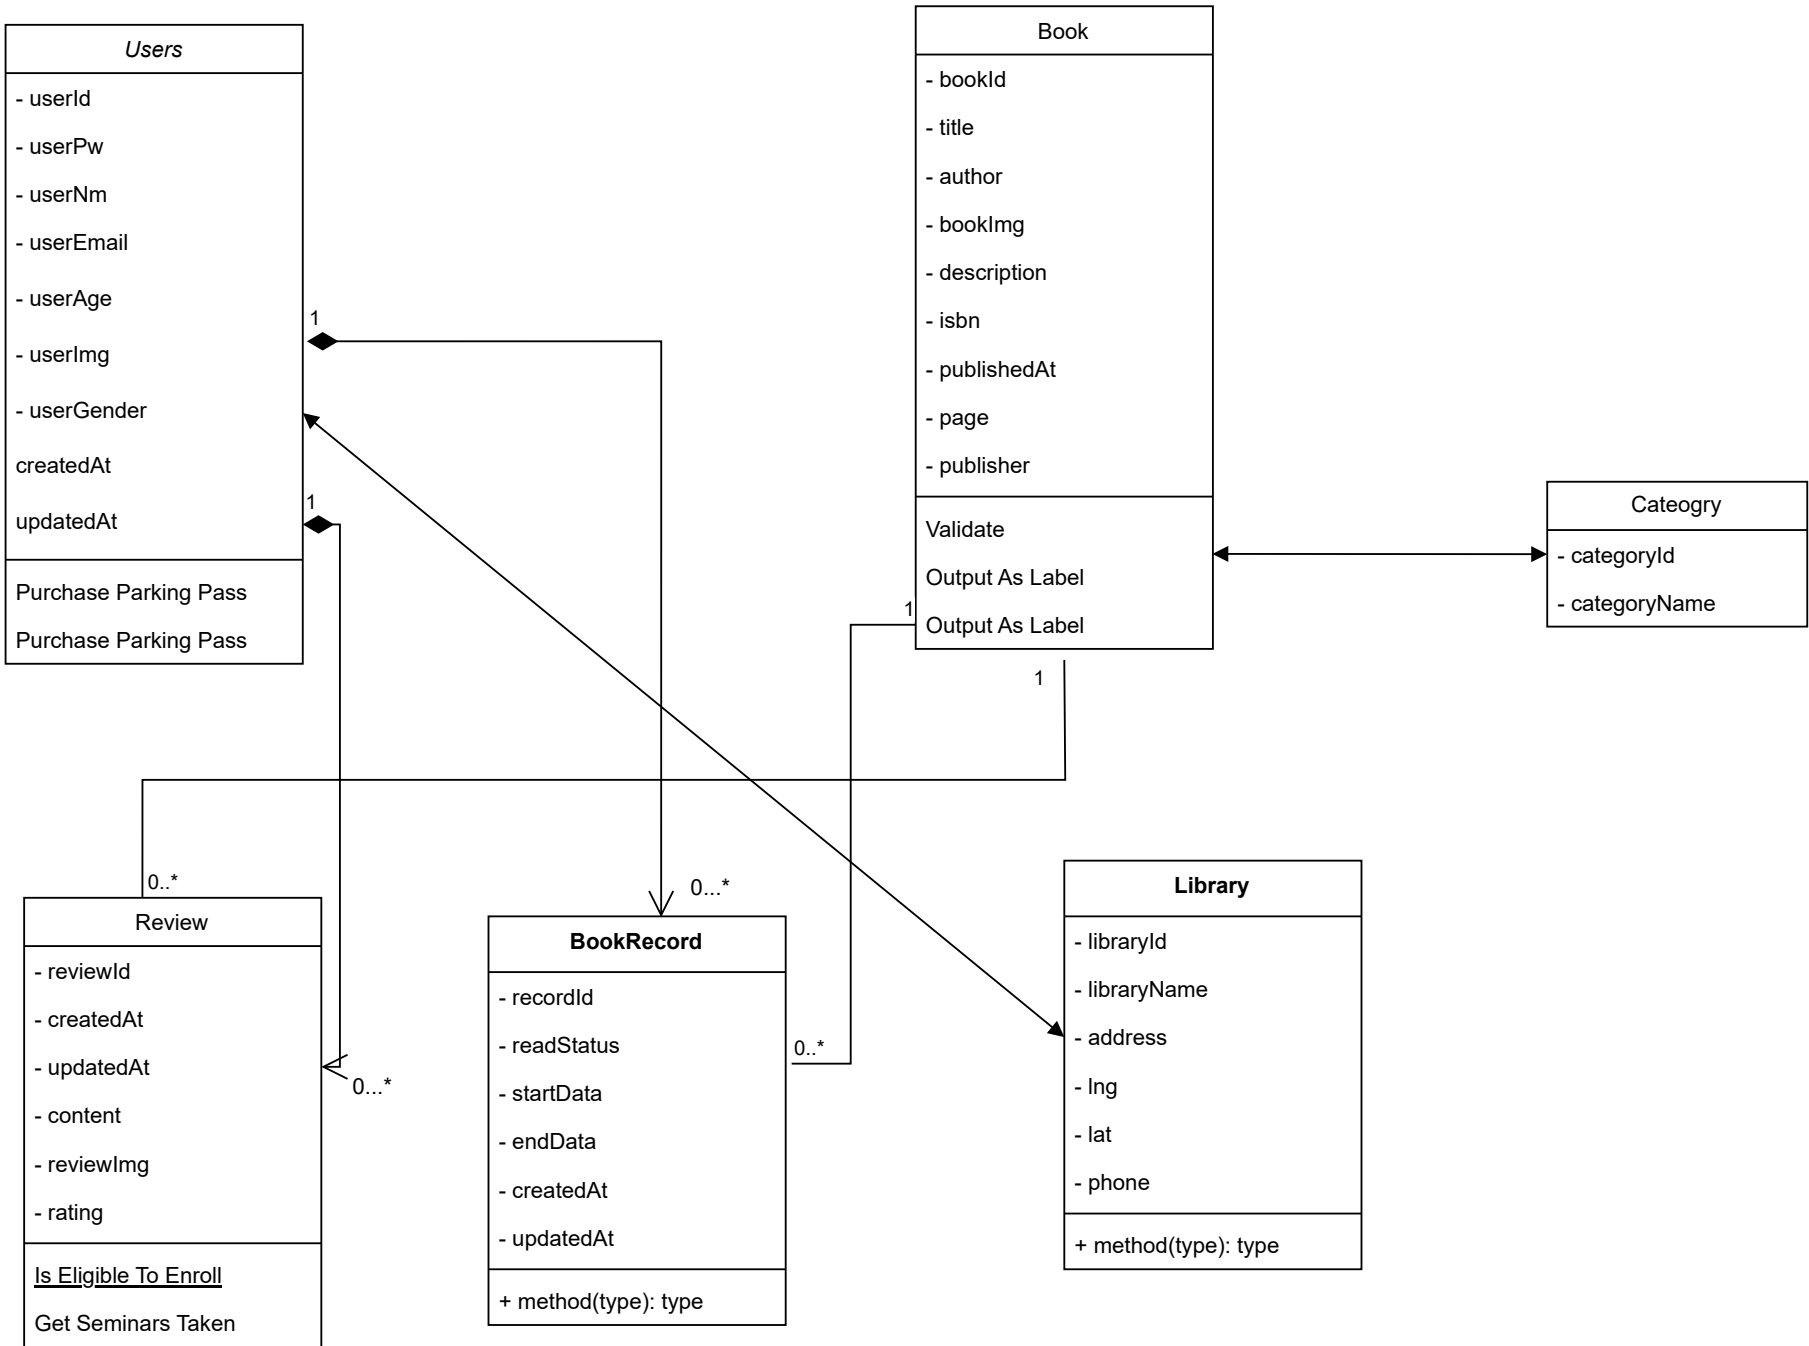 Users
- userId
- userPw
- userNm
- userEmail
- userAge
- userImg
- userGender
createdAt
updatedAt
Purchase Parking Pass
Purchase Parking Pass
1
1
Book
- bookId
- title
- author
- bookImg
- description
- isbn
- publishedAt
- page
- publisher
Validate
Output As Label
Output As Label
1
1
Cateogry
- categoryId
- categoryName
0..*
Review
- reviewId
- createdAt
- updatedAt
- content
- reviewImg
- rating
Is Eligible To Enroll
Get Seminars Taken
0...*
0...*
BookRecord
- recordId
- readStatus
- startData
- endData
- createdAt
- updatedAt
+ method(type): type
0..*
Library
- libraryId
- libraryName
- address
- lng
- lat
- phone
+ method(type): type